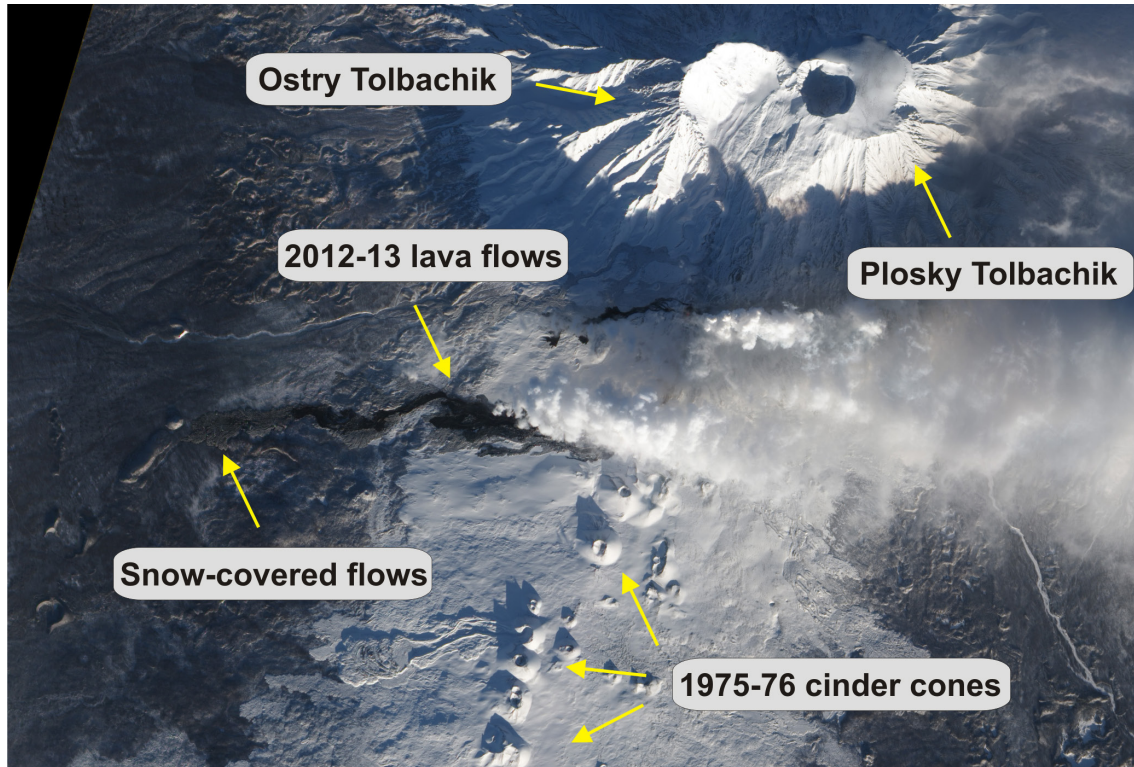 Ostry Tolbachik
2012-13 lava flows
Plosky Tolbachik
Snow-covered flows
1975-76 cinder cones